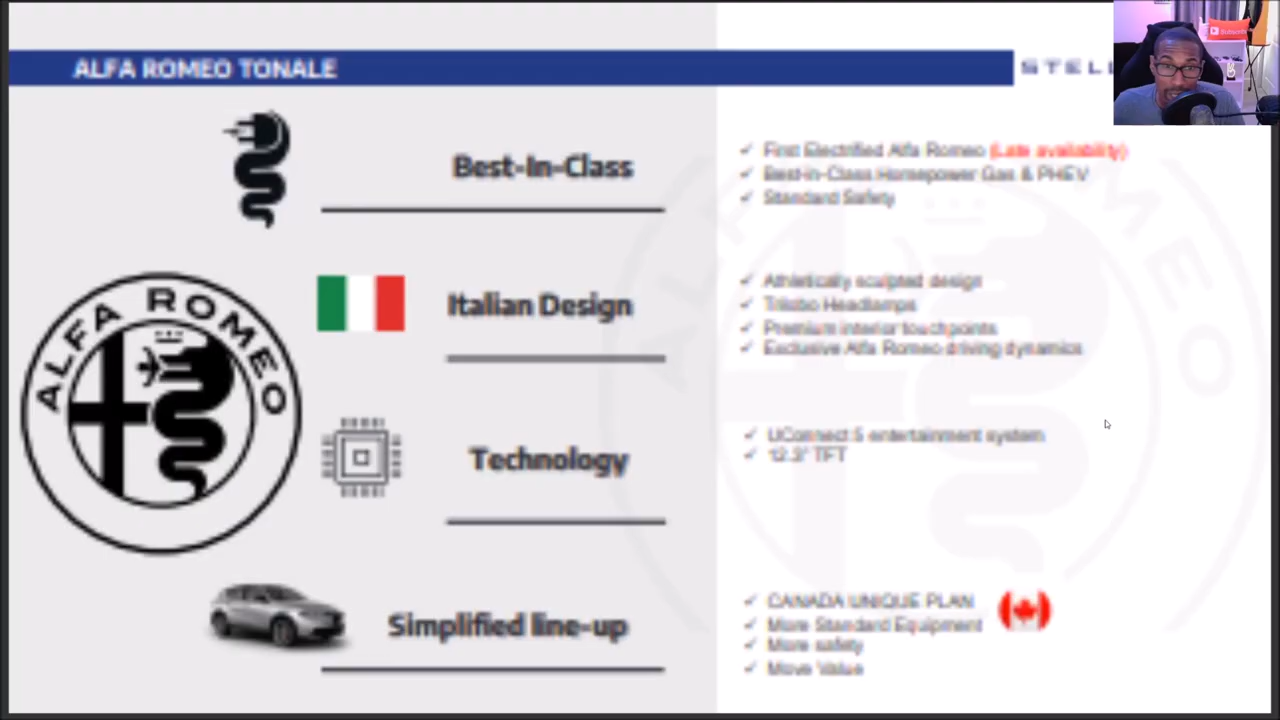 ALFA ROMEO TONALE
STELL
Subscribe
Best-In-Class
✓ First Electrified Alfa Romeo (Late availability)
✓ Best-in-Class Horsepower Gas & PHEV
✓ Standard Safety
ALFA ROMEO
Italian Design
✓ Athletically sculpted design
✓ Trilobo Headlamps
✓ Premium interior touchpoints
✓ Exclusive Alfa Romeo driving dynamics
Technology
✓ UConnect 5 entertainment system
✓ 12.3" TFT
Simplified line-up
✓ CANADA UNIQUE PLAN
✓ More Standard Equipment
✓ More safety
✓ Move Value